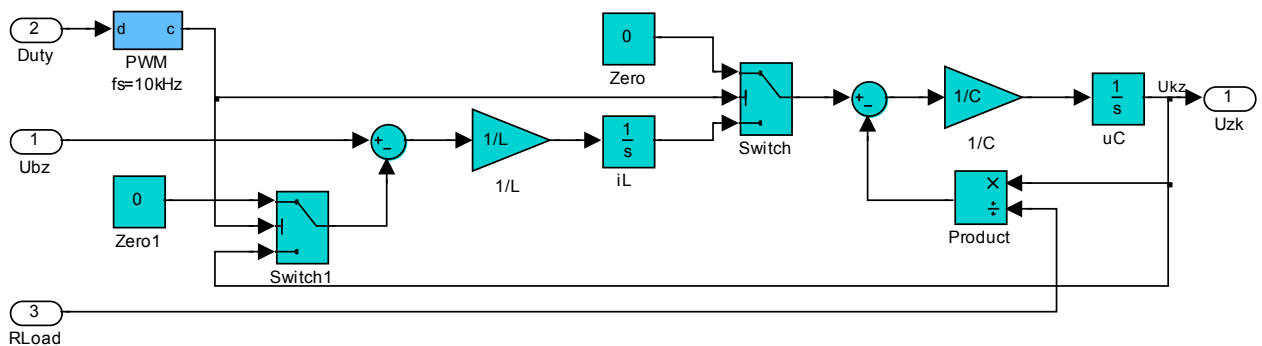 2
Duty
d
c
PWM
fs=10kHz
1
Ubz
0
Zero1
Switch1
3
RLoad
+
−
1/L
1/L
1
s
iL
0
Zero
Switch
+
−
1/C
1/C
1
s
uC
Ukz
1
Uzk
×
÷
Product